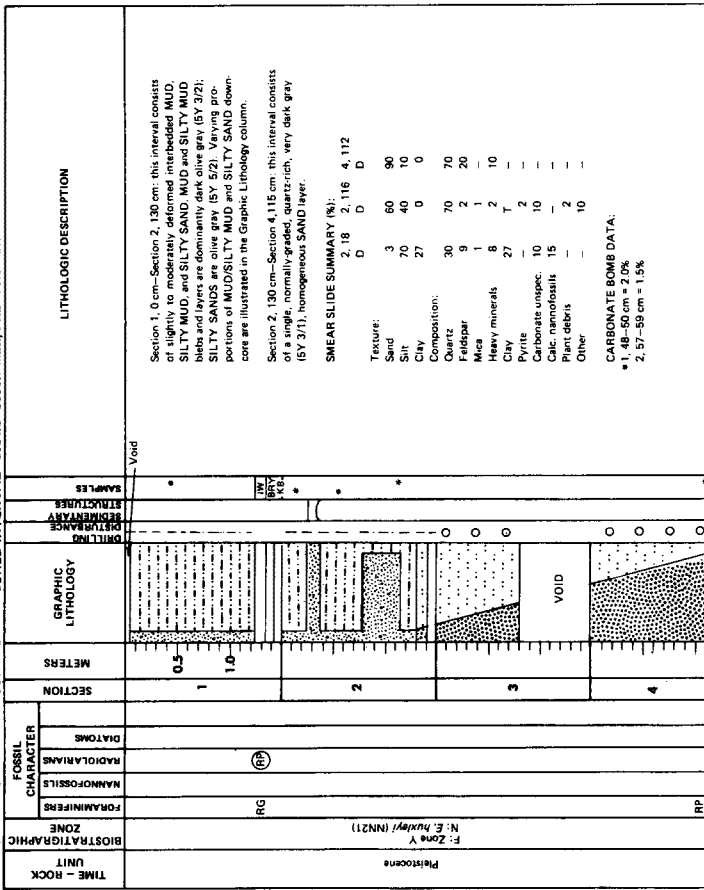 TIME – ROCK
UNIT
BIOSTRATIGRAPHIC
ZONE
FOSSIL
CHARACTER
FORAMINIFERS
NANNOFOSSILS
RADIOLARIANS
DIATOMS
SECTION
METERS
GRAPHIC
LITHOLOGY
DRILLING
DISTURBANCE
SEDIMENTARY
STRUCTURES
SAMPLES
LITHOLOGIC DESCRIPTION
Pleistocene
F: Zone Y
N: E. huxleyi (NN21)
RG
RP
RP
1
0.5
1.0
2
3
4
VOID
Void
IW
BRY
KB
*
*
*
*
Section 1, 0 cm–Section 2, 130 cm: this interval consists
of slightly to moderately deformed interbedded MUD,
SILTY MUD, and SILTY SAND. MUD and SILTY MUD
blebs and layers are dominantly dark olive gray (5Y 3/2);
SILTY SANDS are olive gray (5Y 5/2). Varying pro-
portions of MUD/SILTY MUD and SILTY SAND down-
core are illustrated in the Graphic Lithology column.
Section 2, 130 cm–Section 4,115 cm: this interval consists
of a single, normally-graded, quartz-rich, very dark gray
(5Y 3/1), homogeneous SAND layer.
SMEAR SLIDE SUMMARY (%):
2, 18 2, 116 4, 112
D D D
Texture:
Sand 3 60 90
Silt 70 40 10
Clay 27 0 0
Composition:
Quartz 30 70 70
Feldspar 9 2 20
Mica 1 1 –
Heavy minerals 8 2 10
Clay 27 T –
Pyrite – 2 –
Carbonate unspec. 10 10 –
Calc. nannofossils 15 – –
Plant debris – 2 –
Other – 10 –
CARBONATE BOMB DATA:
* 1, 48–50 cm = 2.0%
2, 57–59 cm = 1.5%